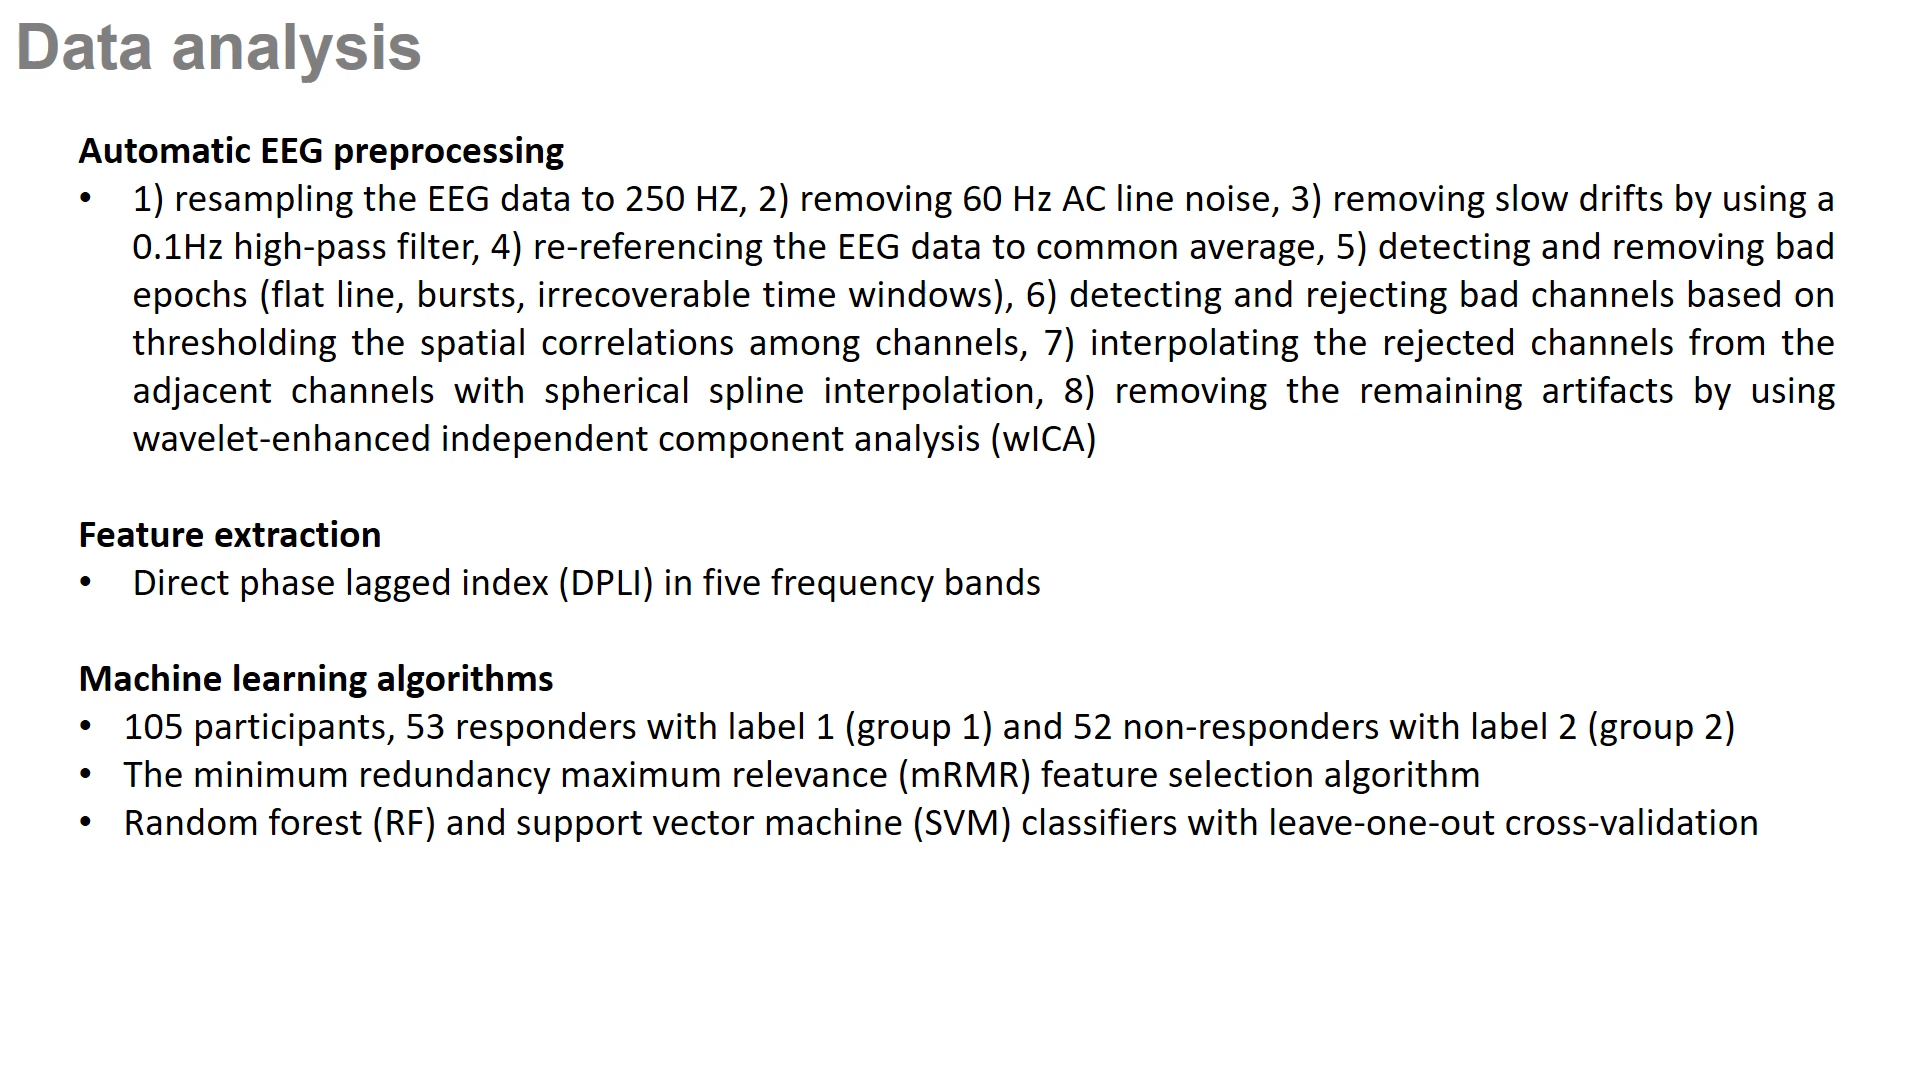 Data analysis
Automatic EEG preprocessing
• 1) resampling the EEG data to 250 HZ, 2) removing 60 Hz AC line noise, 3) removing slow drifts by using a
0.1Hz high-pass filter, 4) re-referencing the EEG data to common average, 5) detecting and removing bad
epochs (flat line, bursts, irrecoverable time windows), 6) detecting and rejecting bad channels based on
thresholding the spatial correlations among channels, 7) interpolating the rejected channels from the
adjacent channels with spherical spline interpolation, 8) removing the remaining artifacts by using
wavelet-enhanced independent component analysis (wICA)
Feature extraction
• Direct phase lagged index (DPLI) in five frequency bands
Machine learning algorithms
• 105 participants, 53 responders with label 1 (group 1) and 52 non-responders with label 2 (group 2)
• The minimum redundancy maximum relevance (mRMR) feature selection algorithm
• Random forest (RF) and support vector machine (SVM) classifiers with leave-one-out cross-validation